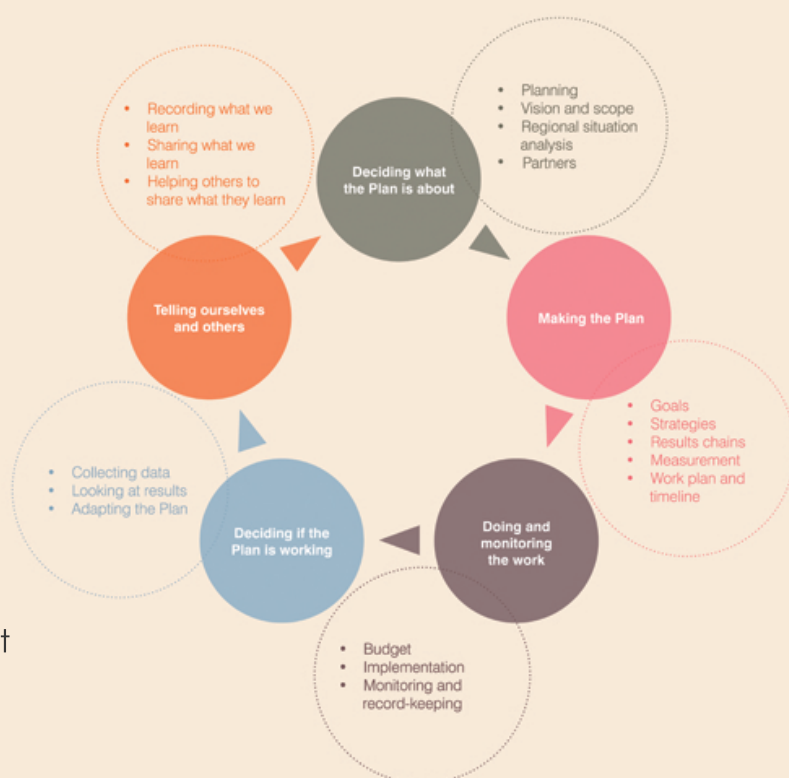 Deciding what
the Plan is about
• Planning
• Vision and scope
• Regional situation
analysis
• Partners
Making the Plan
• Goals
• Strategies
• Results chains
• Measurement
• Work plan and
timeline
Doing and
monitoring
the work
• Budget
• Implementation
• Monitoring and
record-keeping
Deciding if the
Plan is working
• Collecting data
• Looking at results
• Adapting the Plan
Telling ourselves
and others
• Recording what we
learn
• Sharing what we
learn
• Helping others to
share what they learn
t